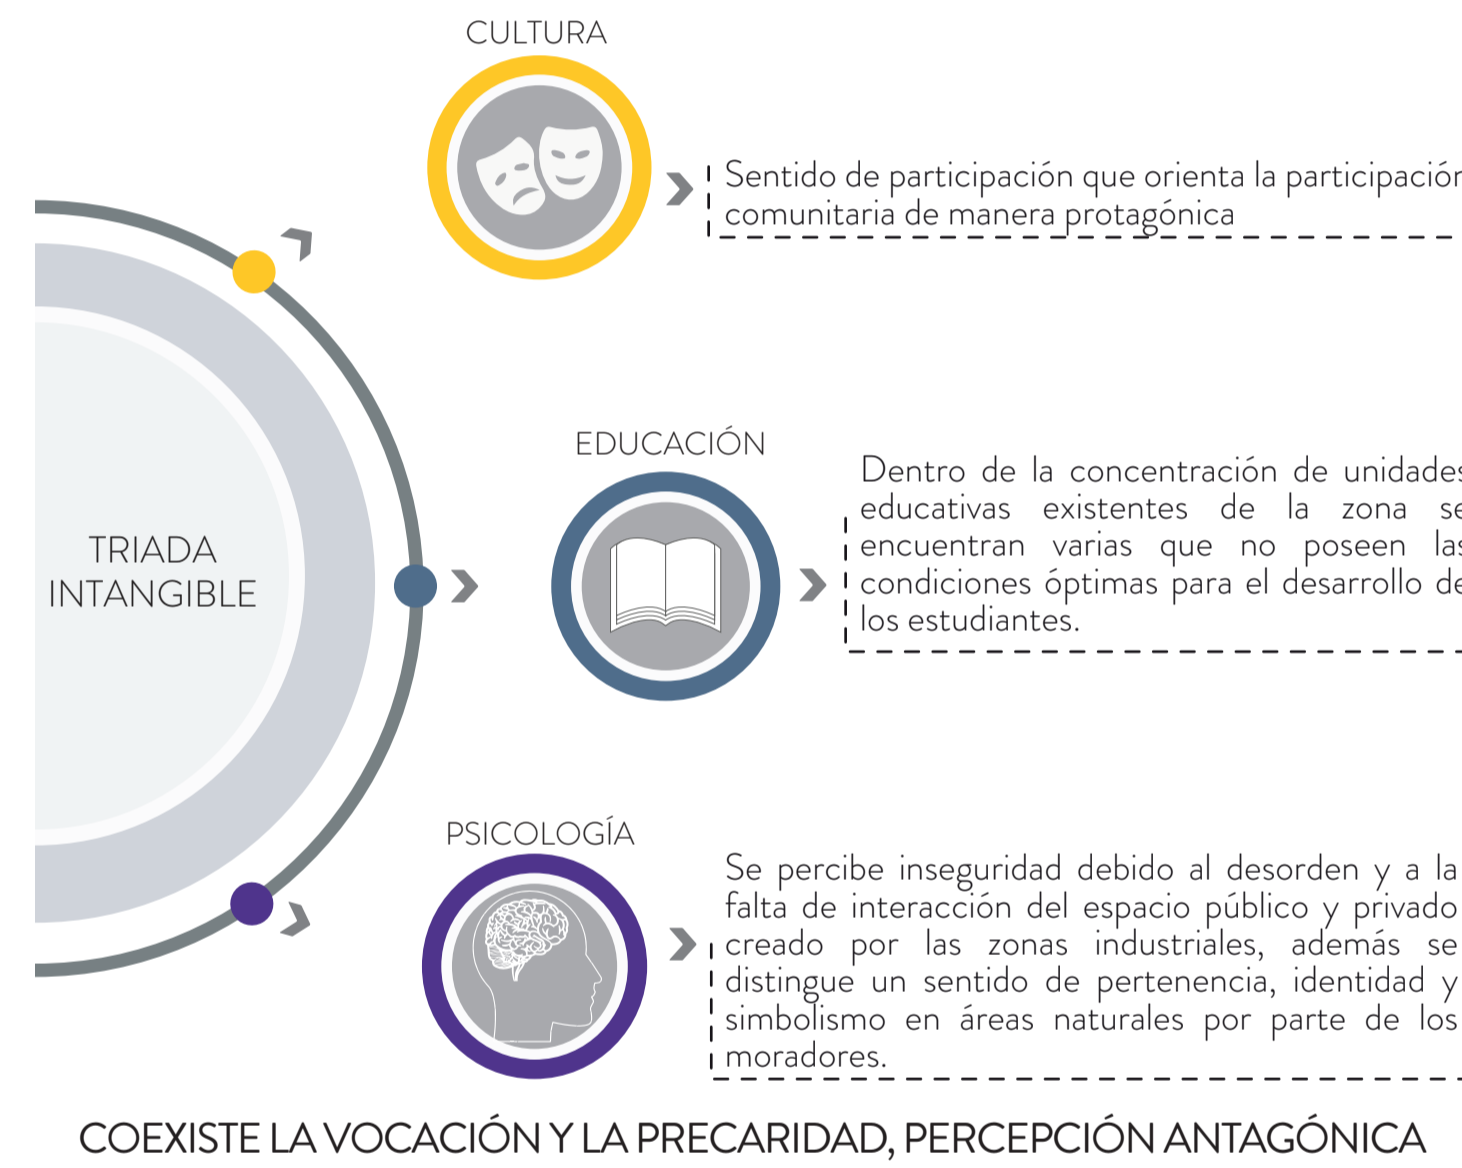 CULTURA
Sentido de participación que orienta la participación
comunitaria de manera protagónica
TRIADA
INTANGIBLE
EDUCACIÓN
Dentro de la concentración de unidades
educativas existentes de la zona se
encuentran varias que no poseen las
condiciones óptimas para el desarrollo de
los estudiantes.
PSICOLOGÍA
Se percibe inseguridad debido al desorden y a la
falta de interacción del espacio público y privado
creado por las zonas industriales, además se
distingue un sentido de pertenencia, identidad y
simbolismo en áreas naturales por parte de los
moradores.
COEXISTE LA VOCACIÓN Y LA PRECARIDAD, PERCEPCIÓN ANTAGÓNICA